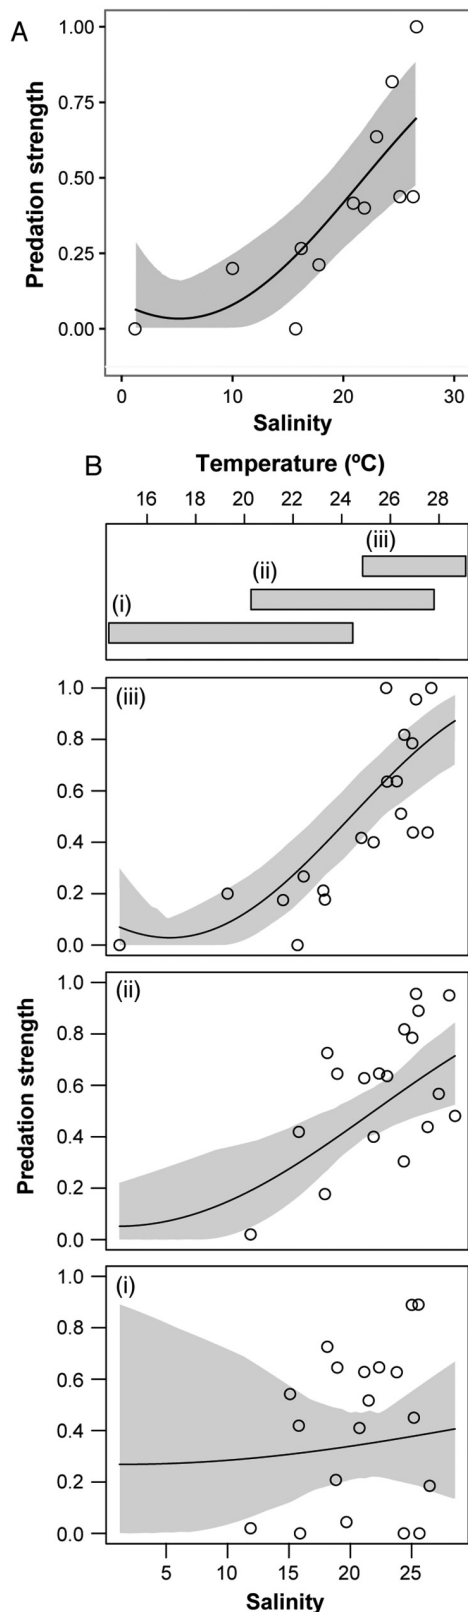 A
1.00
0.75
0.50
0.25
0.00
Predation strength
0 10 20 30
Salinity
B
Temperature (ºC)
16 18 20 22 24 26 28
(iii)
(ii)
(i)
(iii)
1.0
0.8
0.6
0.4
0.2
0.0
(ii)
1.0
0.8
0.6
0.4
0.2
0.0
Predation strength
(i)
1.0
0.8
0.6
0.4
0.2
0.0
5 10 15 20 25
Salinity